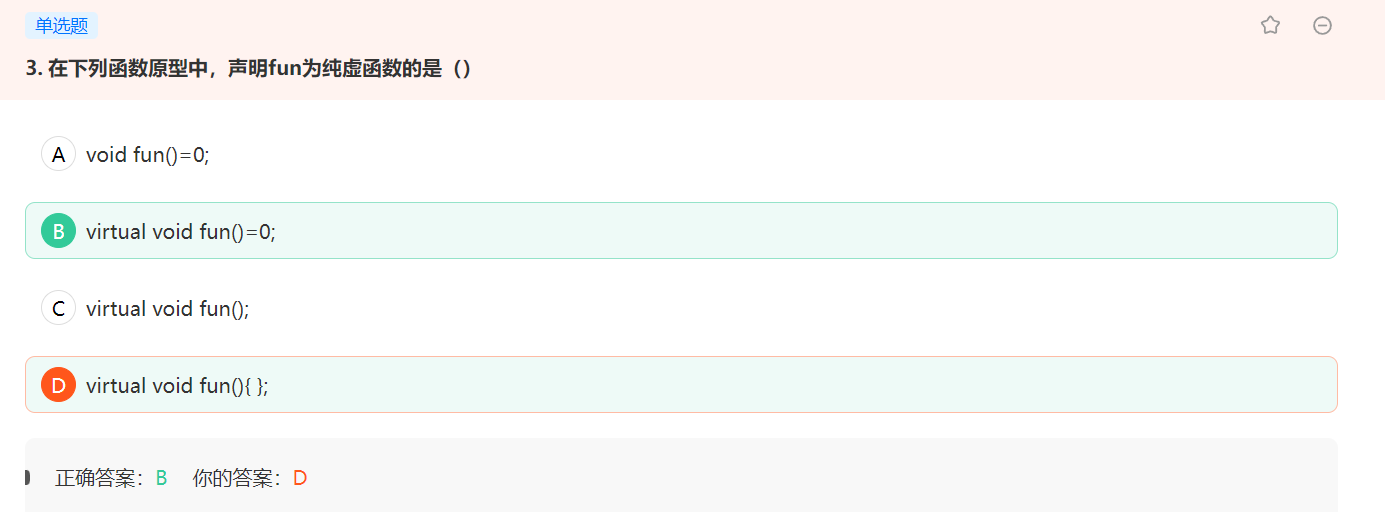 单选题
3. 在下列函数原型中，声明fun为纯虚函数的是（）
A void fun()=0;
B virtual void fun()=0;
C virtual void fun();
D virtual void fun(){ };
正确答案：B 你的答案：D